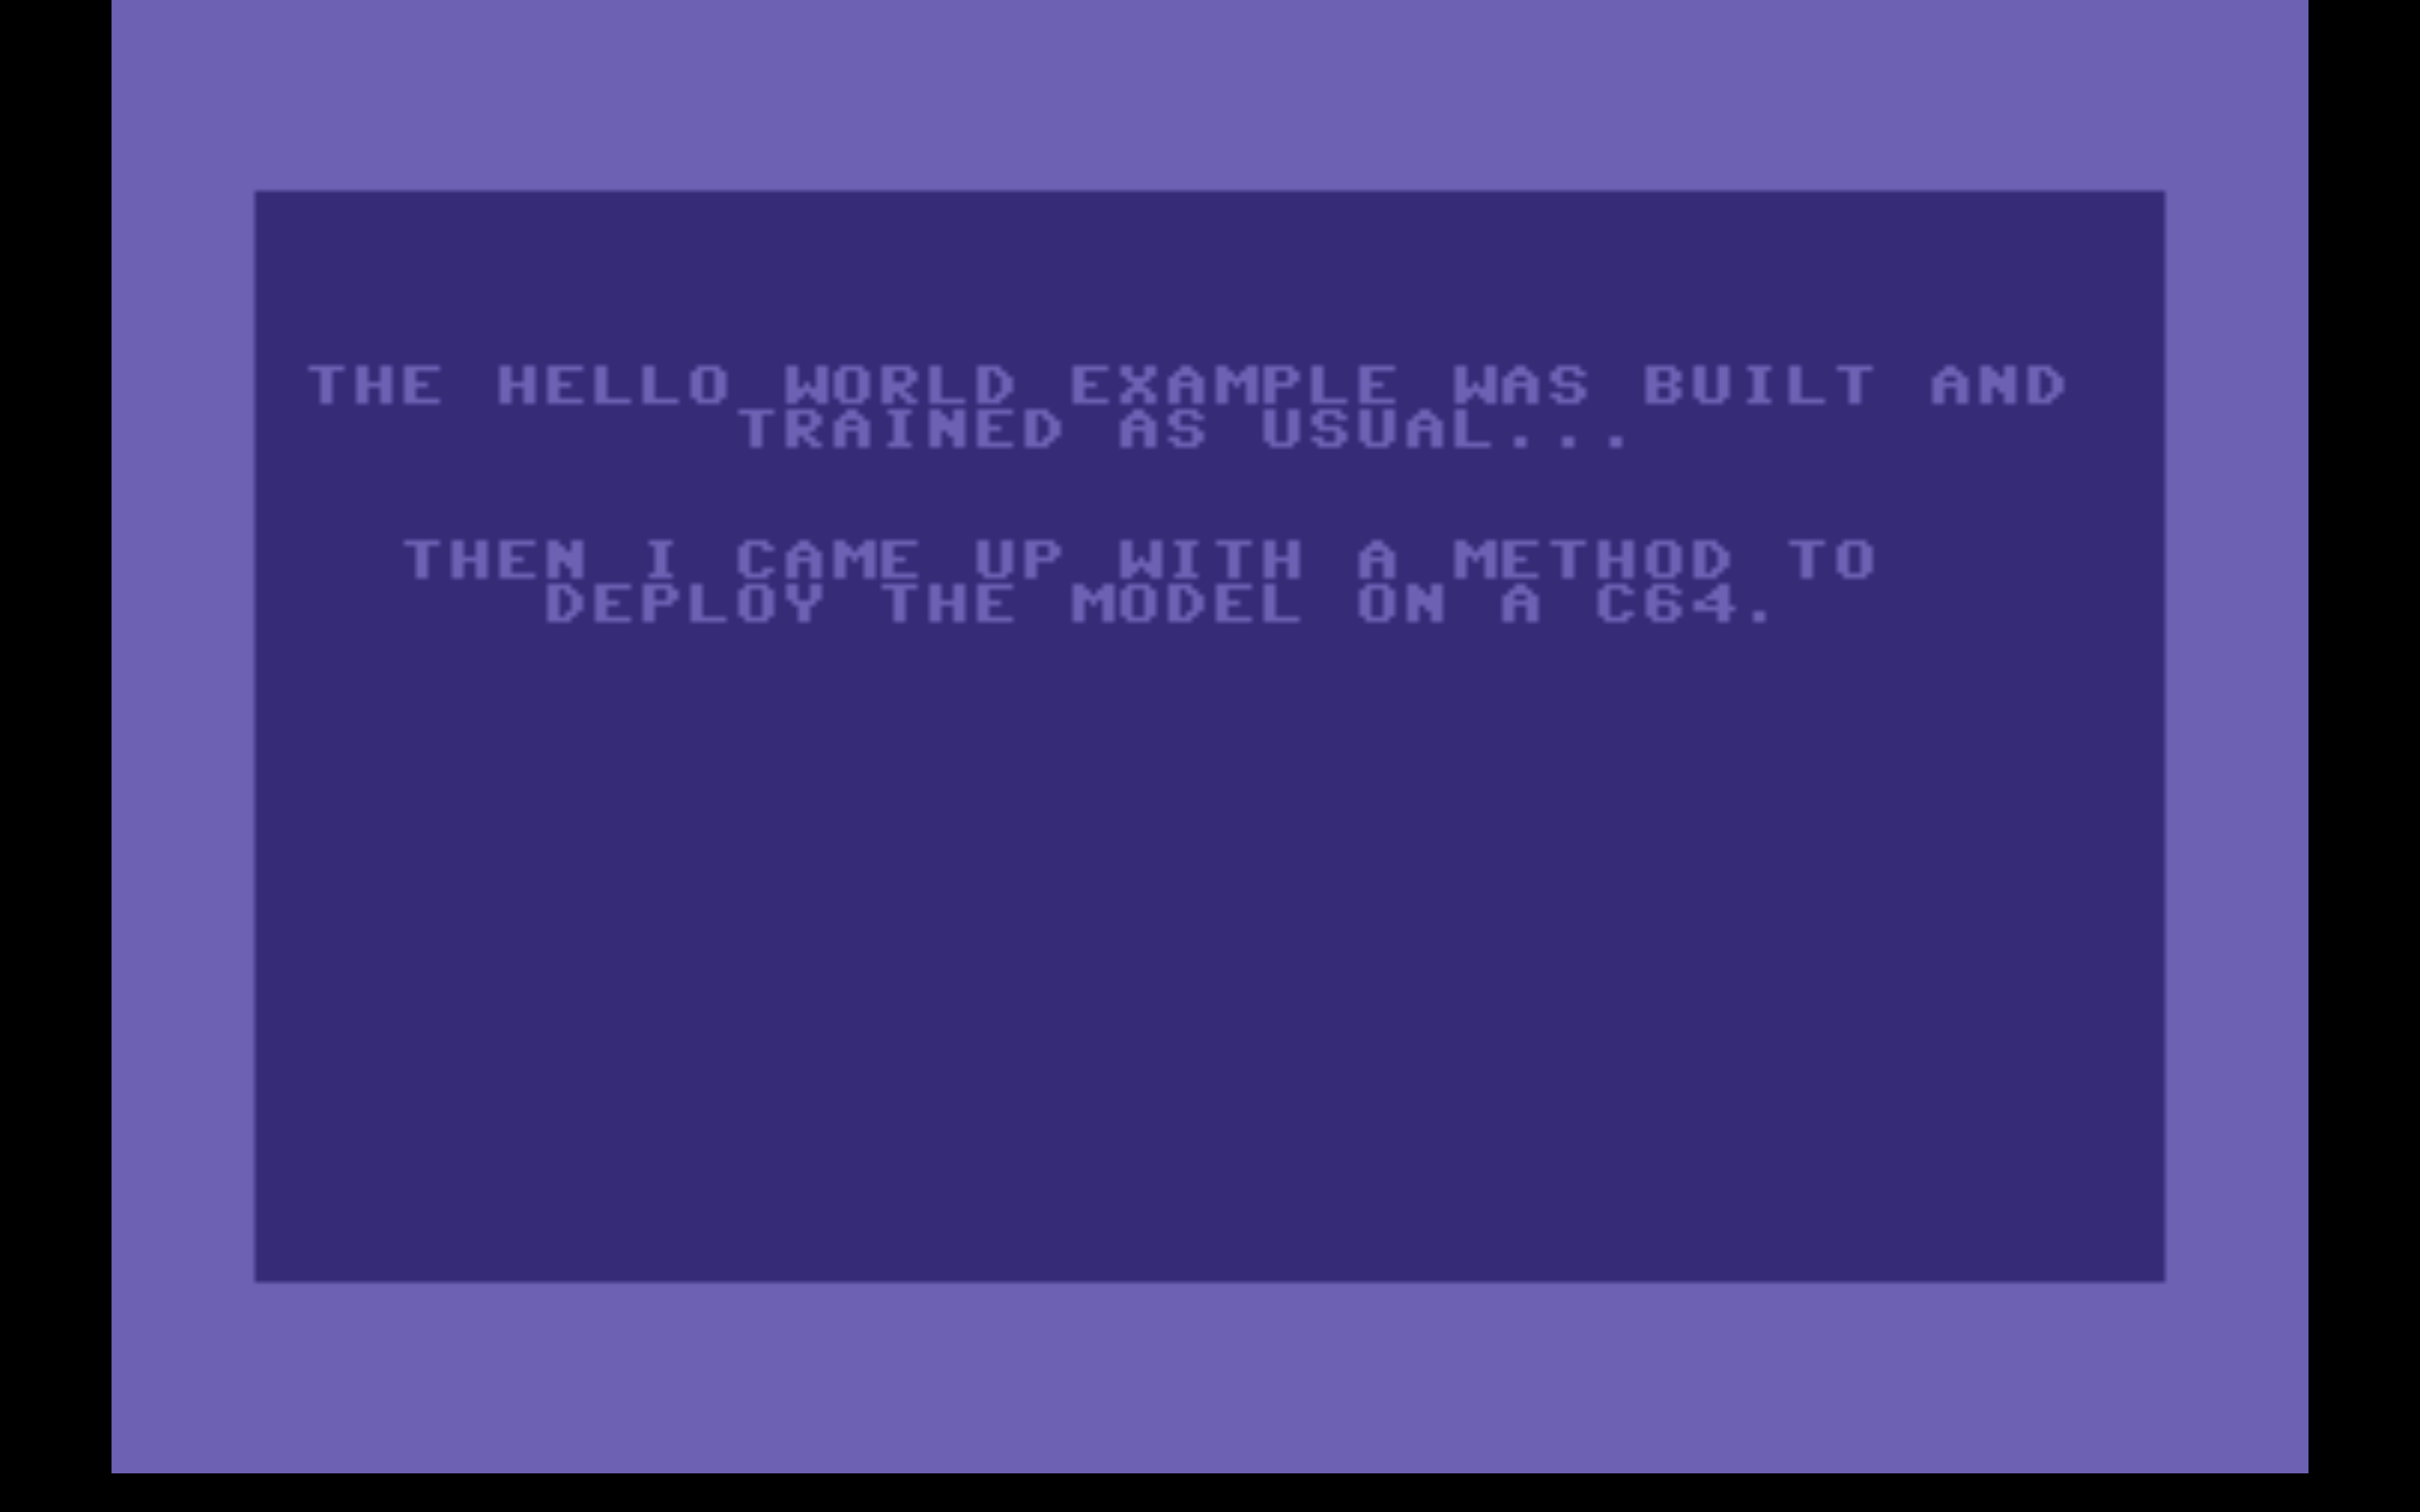 THE HELLO WORLD EXAMPLE WAS BUILT AND
TRAINED AS USUAL...
THEN I CAME UP WITH A METHOD TO
DEPLOY THE MODEL ON A C64.